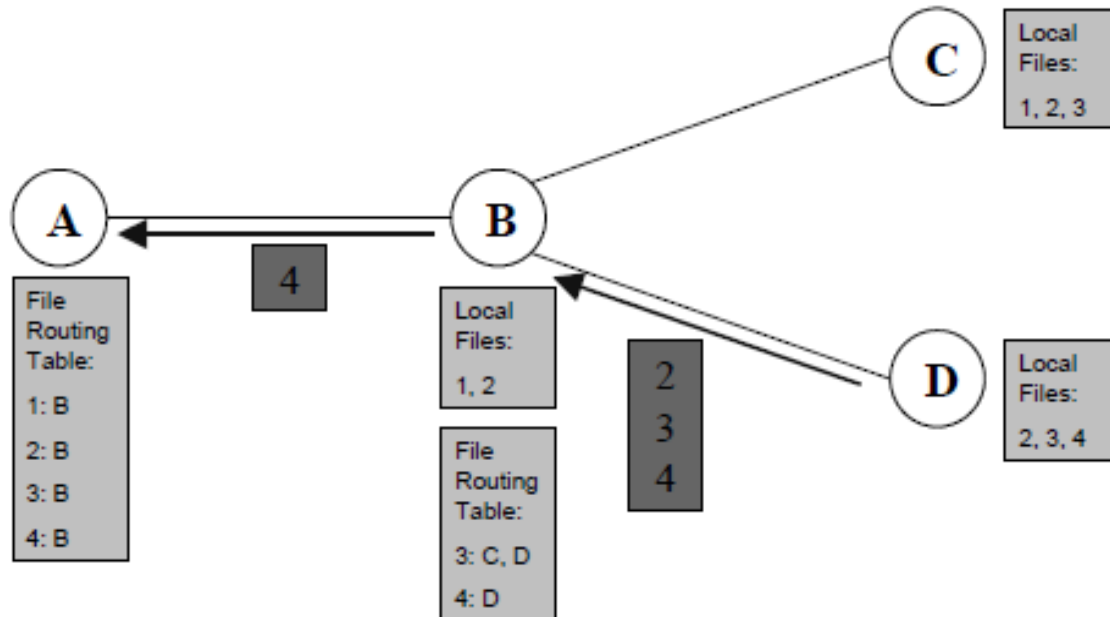 C
Local
Files:
1, 2, 3
A
B
4
File
Routing
Table:
1: B
2: B
3: B
4: B
Local
Files:
1, 2
File
Routing
Table:
3: C, D
4: D
2
3
4
D
Local
Files:
2, 3, 4